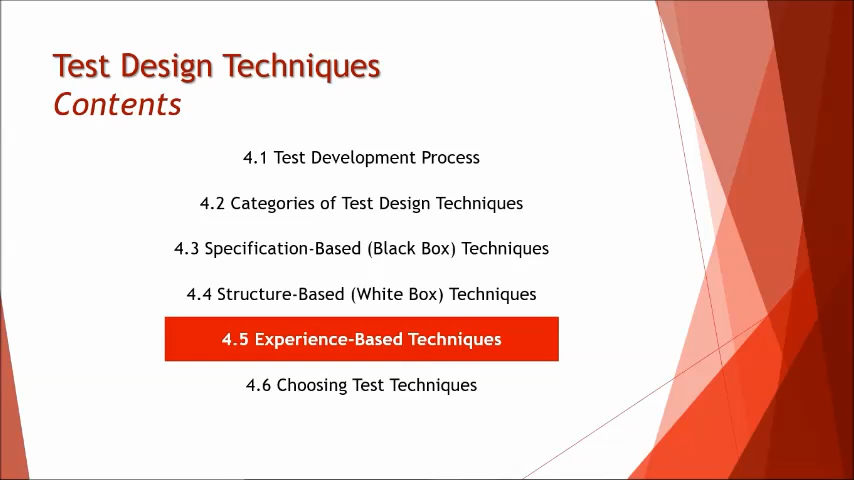 Test Design Techniques
Contents
4.1 Test Development Process
4.2 Categories of Test Design Techniques
4.3 Specification-Based (Black Box) Techniques
4.4 Structure-Based (White Box) Techniques
4.5 Experience-Based Techniques
4.6 Choosing Test Techniques